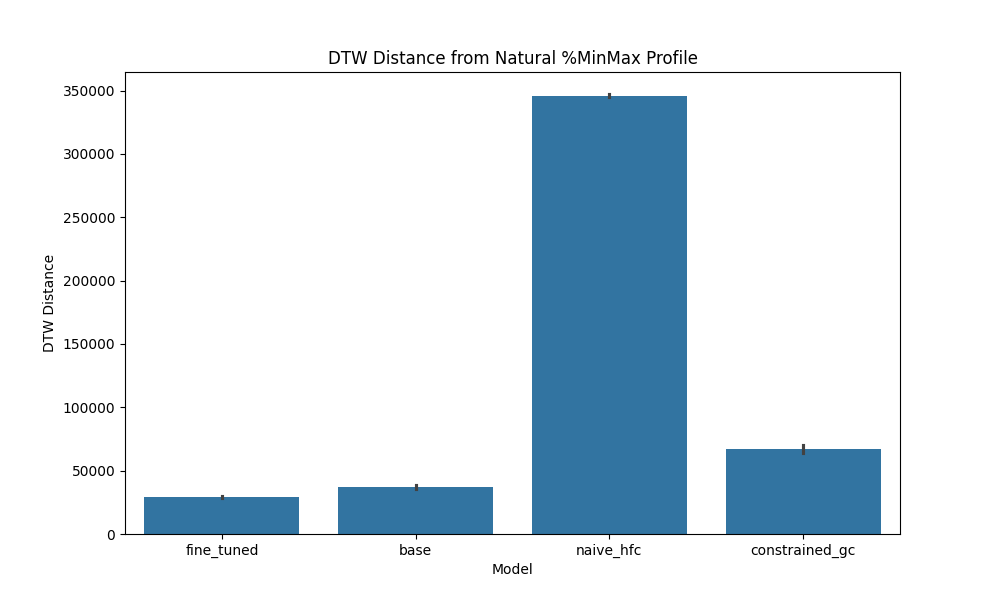 DTW Distance from Natural %MinMax Profile
350000
300000
250000
200000
150000
100000
50000
0
DTW Distance
fine_tuned base naive_hfc constrained_gc
Model